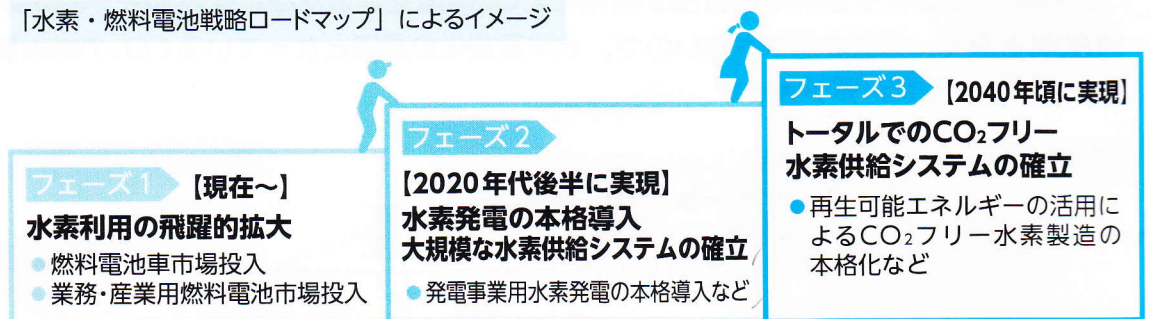 「水素・燃料電池戦略ロードマップ」によるイメージ
フェーズ1 【現在～】
水素利用の飛躍的拡大
●燃料電池車市場投入
●業務・産業用燃料電池市場投入
フェーズ2
【2020年代後半に実現】
水素発電の本格導入
大規模な水素供給システムの確立
●発電事業用水素発電の本格導入など
フェーズ3 【2040年頃に実現】
トータルでのCO₂フリー
水素供給システムの確立
●再生可能エネルギーの活用に
よるCO₂フリー水素製造の
本格化など